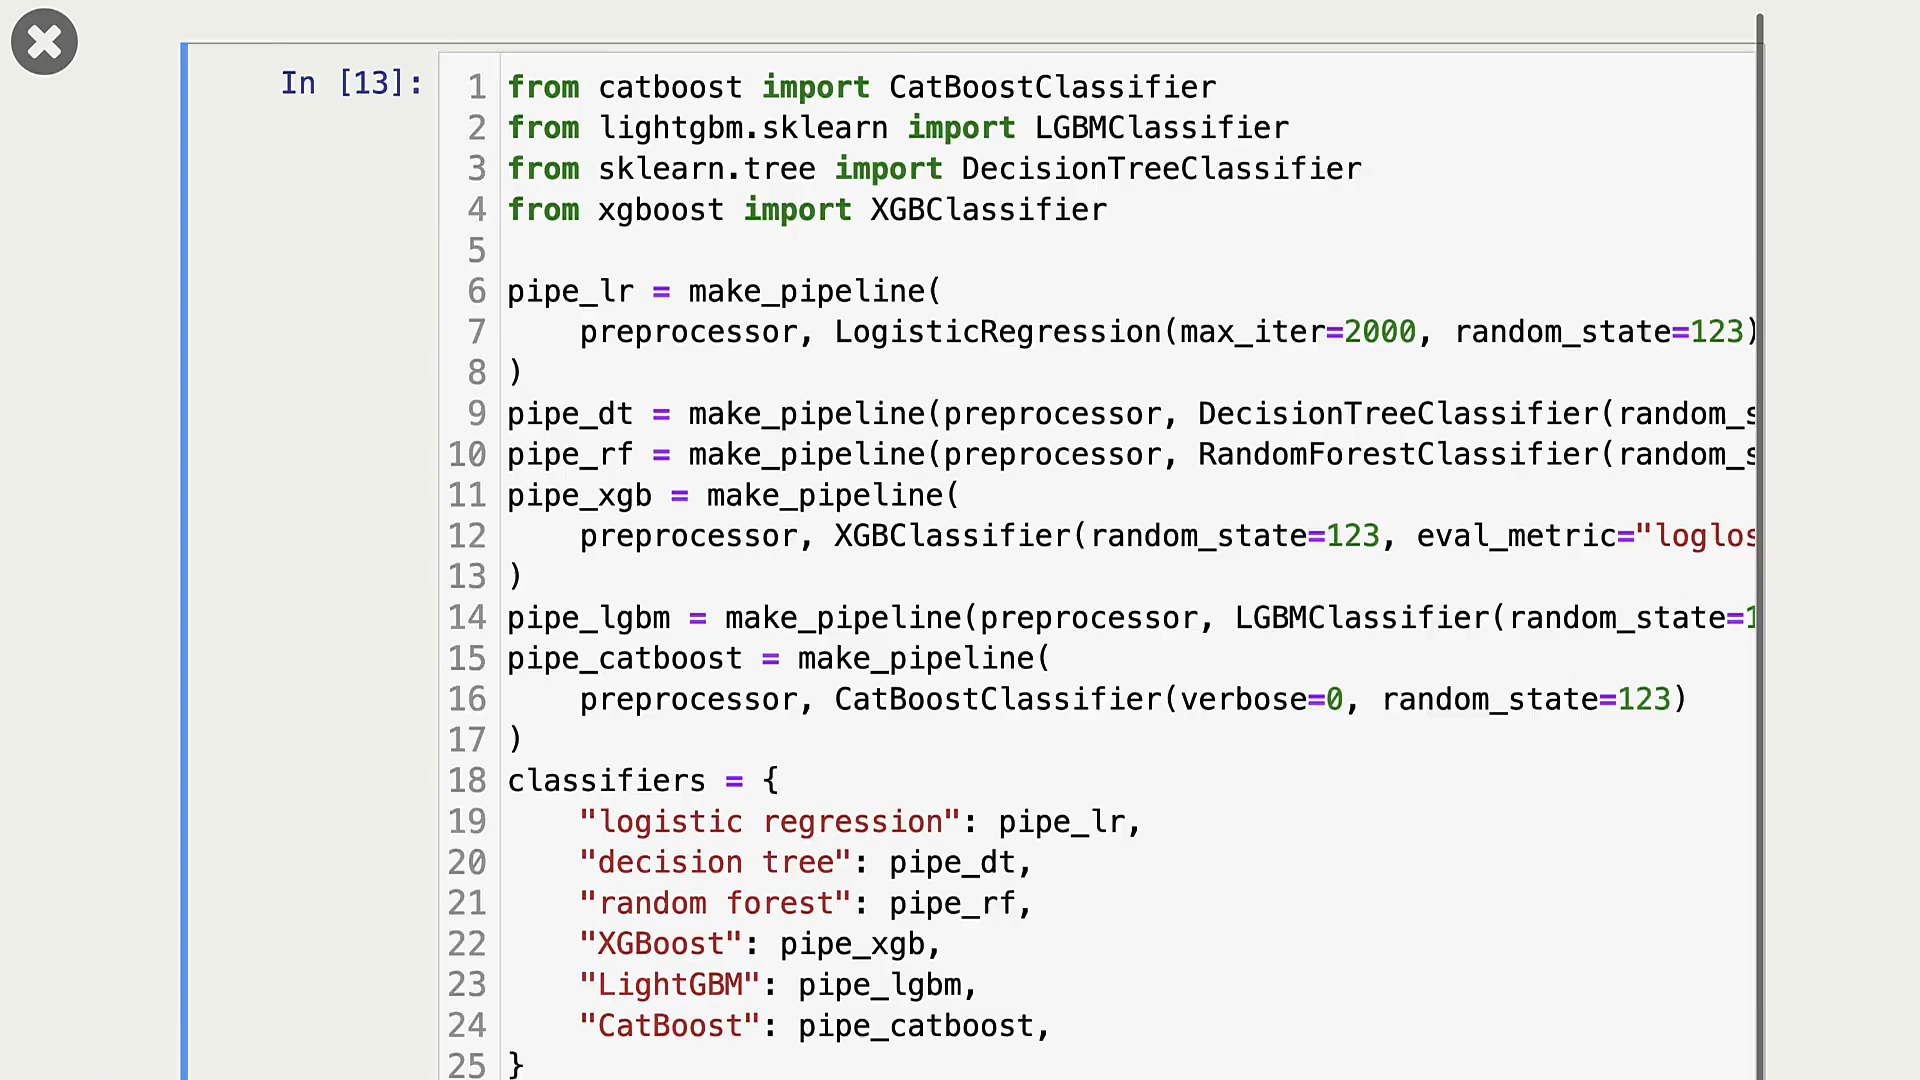 In [13]:
1 from catboost import CatBoostClassifier
2 from lightgbm.sklearn import LGBMClassifier
3 from sklearn.tree import DecisionTreeClassifier
4 from xgboost import XGBClassifier
5
6 pipe_lr = make_pipeline(
7     preprocessor, LogisticRegression(max_iter=2000, random_state=123)
8 )
9 pipe_dt = make_pipeline(preprocessor, DecisionTreeClassifier(random_s
10 pipe_rf = make_pipeline(preprocessor, RandomForestClassifier(random_s
11 pipe_xgb = make_pipeline(
12     preprocessor, XGBClassifier(random_state=123, eval_metric="loglos
13 )
14 pipe_lgbm = make_pipeline(preprocessor, LGBMClassifier(random_state=1
15 pipe_catboost = make_pipeline(
16     preprocessor, CatBoostClassifier(verbose=0, random_state=123)
17 )
18 classifiers = {
19     "logistic regression": pipe_lr,
20     "decision tree": pipe_dt,
21     "random forest": pipe_rf,
22     "XGBoost": pipe_xgb,
23     "LightGBM": pipe_lgbm,
24     "CatBoost": pipe_catboost,
25 }